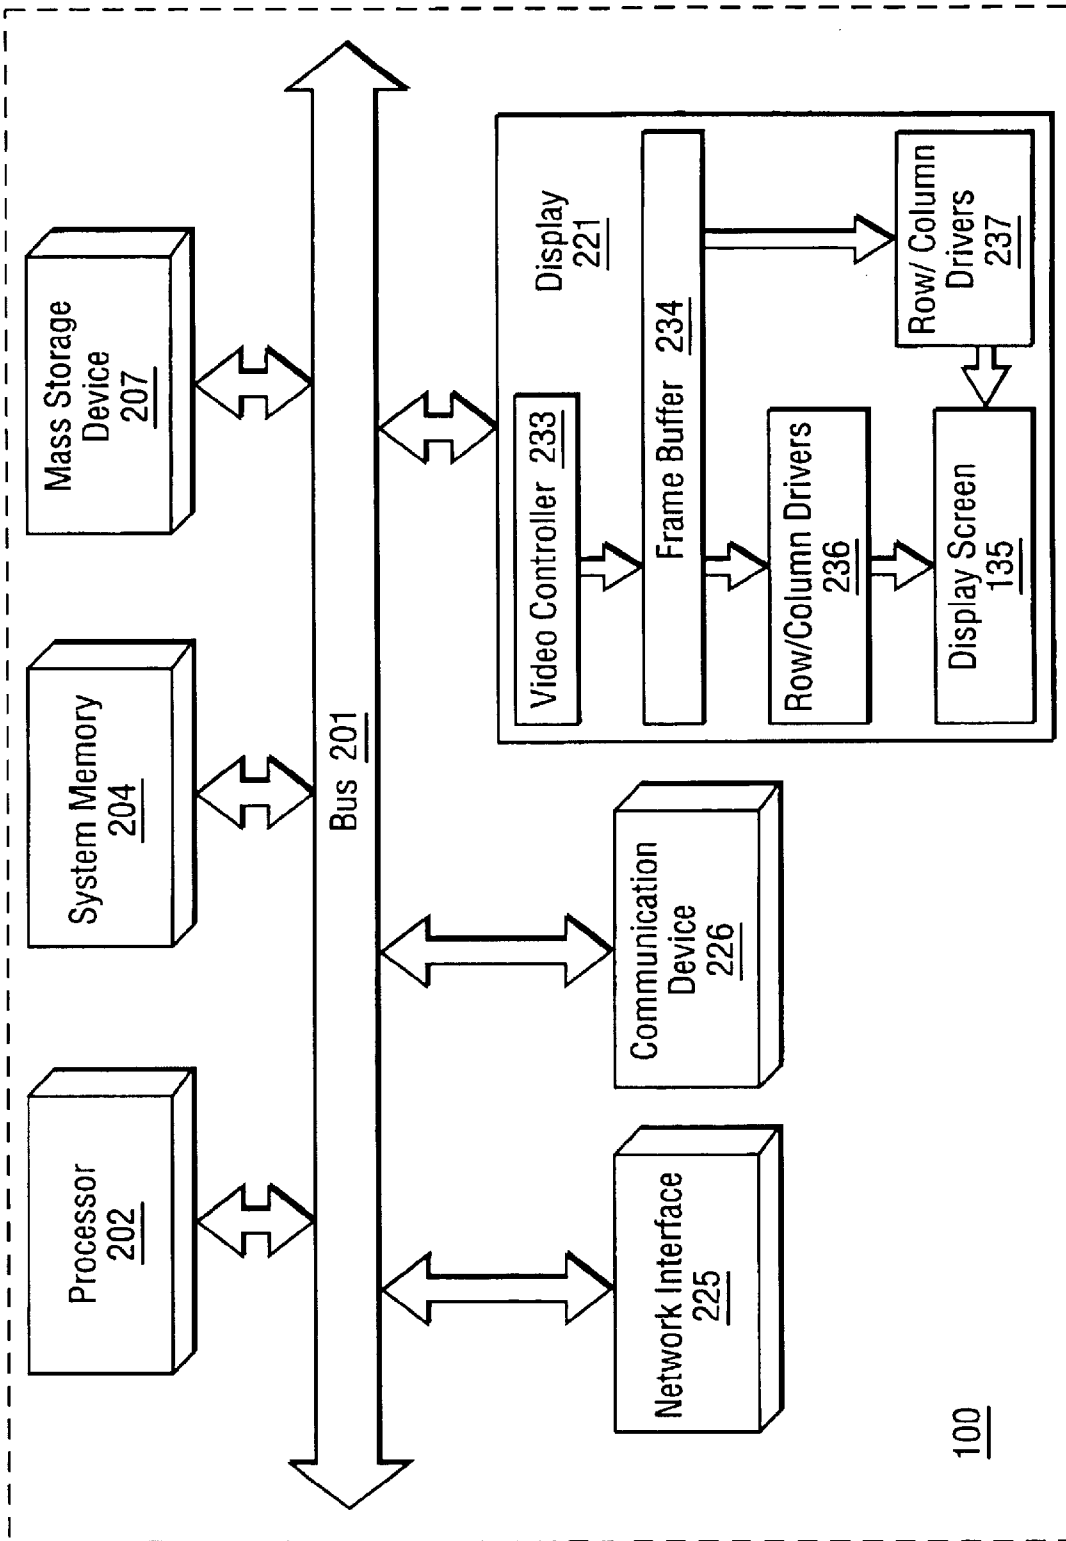 Processor
202
System Memory
204
Mass Storage
Device
207
Bus 201
Network Interface
225
Communication
Device
226
Display
221
Video Controller 233
Frame Buffer 234
Row/Column Drivers
236
Row/ Column
Drivers
237
Display Screen
135
100